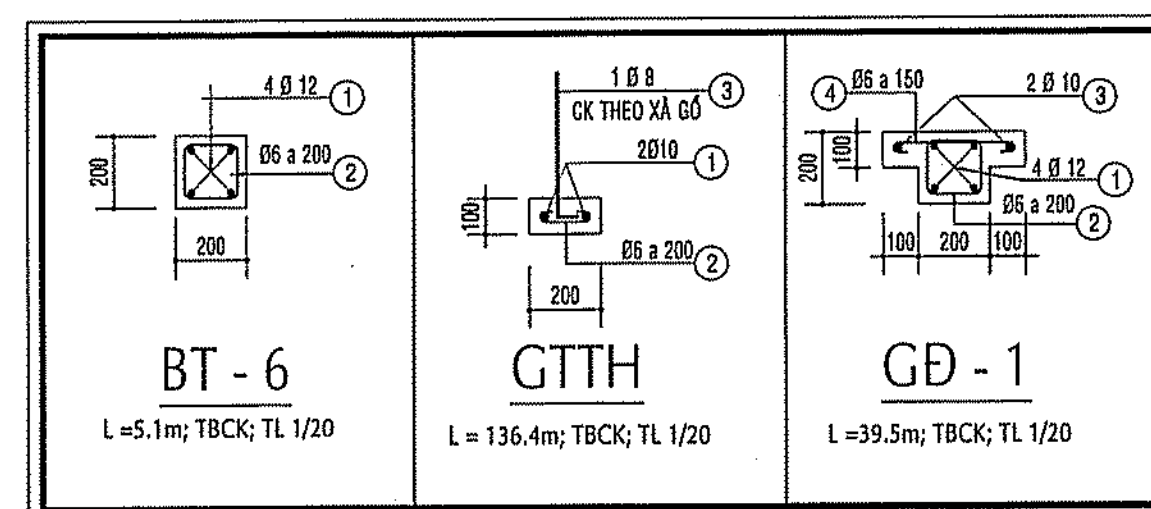 4 Ø 12 1
Ø6 a 200 2
200
200
BT - 6
L =5.1m; TBCK; TL 1/20
1 Ø 8 3
CK THEO XÀ GỒ
2Ø10 1
100
Ø6 a 200 2
200
GTTH
L = 136.4m; TBCK; TL 1/20
4 Ø6 a 150 2 Ø 10 3
200 100
4 Ø 12 1
Ø6 a 200 2
100 200 100
GĐ - 1
L =39.5m; TBCK; TL 1/20